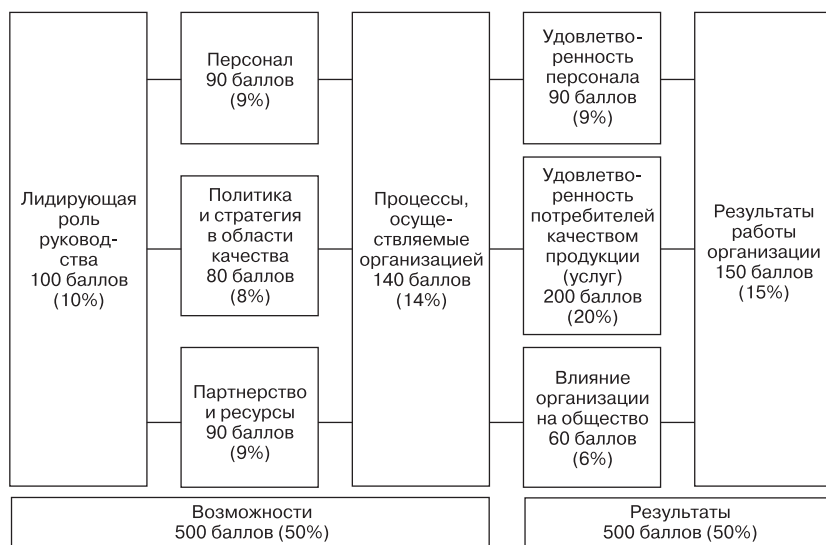 Лидирующая
роль
руковод-
ства
100 баллов
(10%)
Персонал
90 баллов
(9%)
Политика
и стратегия
в области
качества
80 баллов
(8%)
Партнерство
и ресурсы
90 баллов
(9%)
Процессы,
осуще-
ствляемые
организацией
140 баллов
(14%)
Удовлетво-
ренность
персонала
90 баллов
(9%)
Удовлетво-
ренность
потребителей
качеством
продукции
(услуг)
200 баллов
(20%)
Влияние
организации
на общество
60 баллов
(6%)
Результаты
работы
организации
150 баллов
(15%)
Возможности
500 баллов (50%)
Результаты
500 баллов (50%)